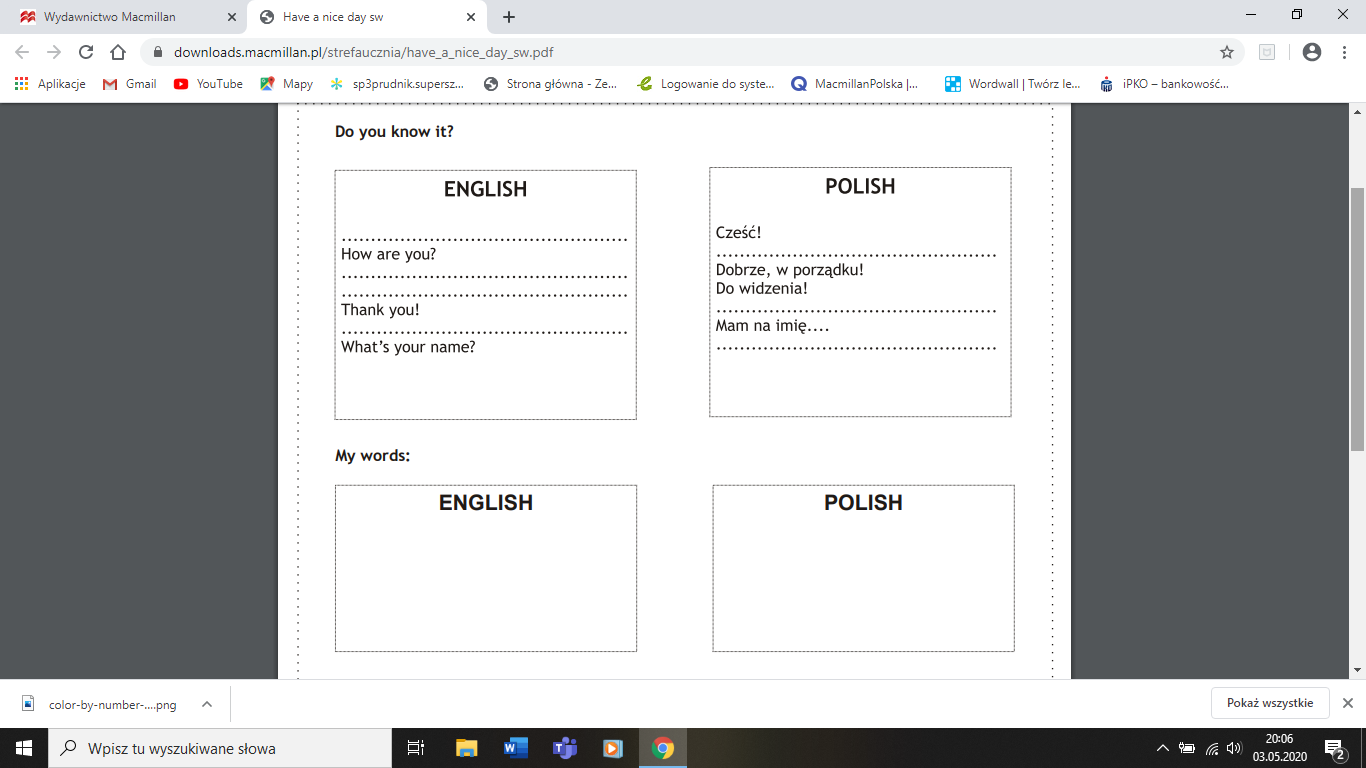 Wydawnictwo Macmillan
Have a nice day sw
downloads.macmillan.pl/strefaucznia/have_a_nice_day_sw.pdf
Aplikacje
Gmail
YouTube
Mapy
sp3prudnik.supersz...
Strona główna - Ze...
Logowanie do syste...
MacmillanPolska |...
Wordwall | Twórz le...
iPKO – bankowość...
Do you know it?
ENGLISH
.................................................
How are you?
.................................................
.................................................
Thank you!
.................................................
What's your name?
POLISH
Cześć!
................................................
Dobrze, w porządku!
Do widzenia!
................................................
Mam na imię....
................................................
My words:
ENGLISH
POLISH
color-by-number-....png
Pokaż wszystkie
Wpisz tu wyszukiwane słowa
20:06
03.05.2020
2